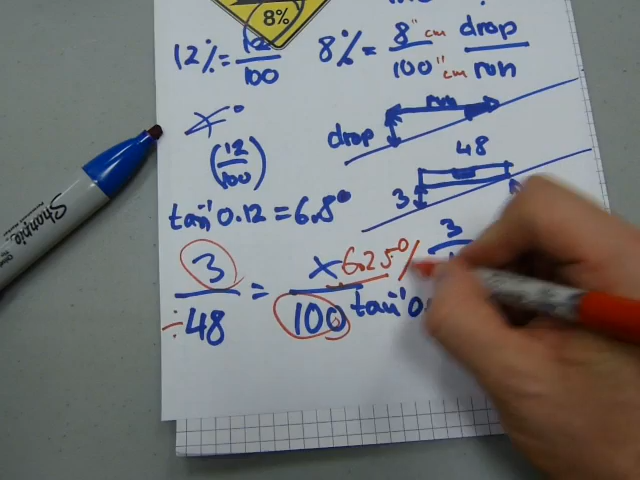 8%
12% = 12/100
8% = 8" cm/100" cm drop/run
x°
run
drop
(12/100)
48
3
tan⁻¹ 0.12 = 6.8°
3
3/48 = x/100 6.25%
÷
tan⁻¹ 0.
Sharpie